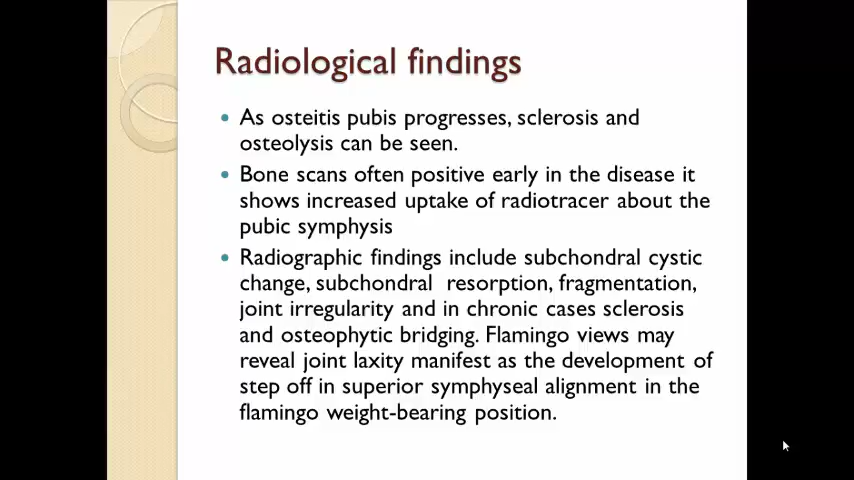 Radiological findings
As osteitis pubis progresses, sclerosis and
osteolysis can be seen.
Bone scans often positive early in the disease it
shows increased uptake of radiotracer about the
pubic symphysis
Radiographic findings include subchondral cystic
change, subchondral resorption, fragmentation,
joint irregularity and in chronic cases sclerosis
and osteophytic bridging. Flamingo views may
reveal joint laxity manifest as the development of
step off in superior symphyseal alignment in the
flamingo weight-bearing position.